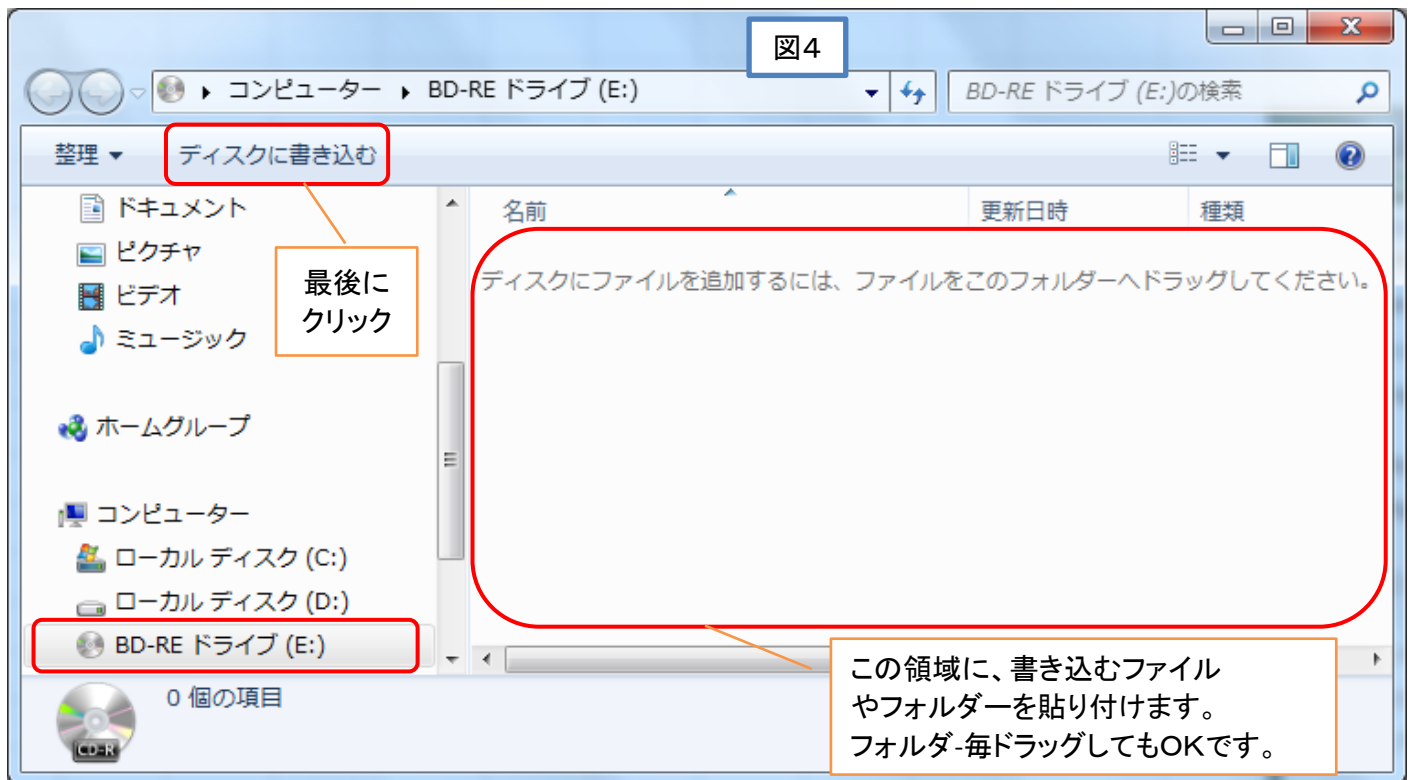 図4
コンピューター BD-RE ドライブ (E:)
BD-RE ドライブ (E:)の検索
整理 ディスクに書き込む
名前 更新日時 種類
ドキュメント
ピクチャ
ビデオ
ミュージック
ホームグループ
コンピューター
ローカル ディスク (C:)
ローカル ディスク (D:)
BD-RE ドライブ (E:)
最後に
クリック
ディスクにファイルを追加するには、ファイルをこのフォルダーへドラッグしてください。
この領域に、書き込むファイル
やフォルダーを貼り付けます。
フォルダ-毎ドラッグしてもOKです。
0 個の項目
CD-R